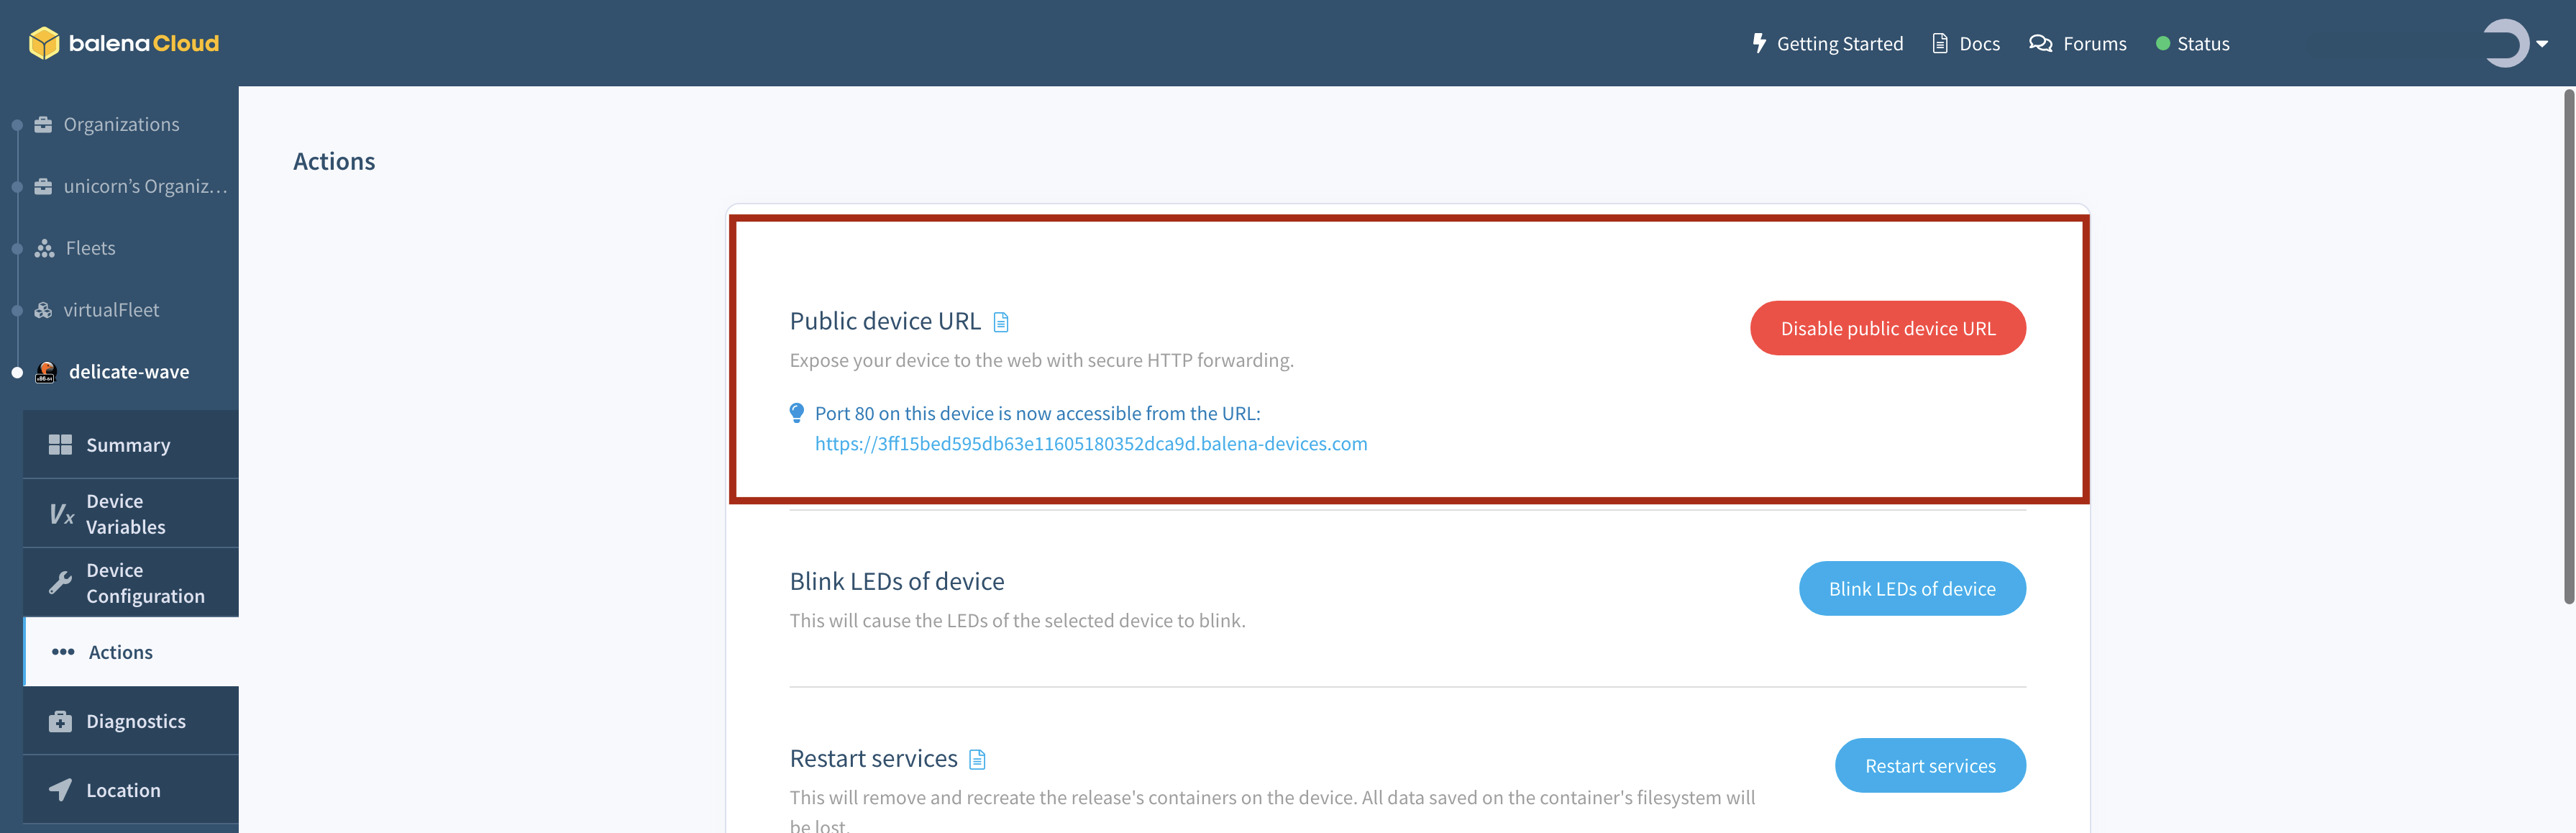 balenaCloud
Getting Started
Docs
Forums
Status
Organizations
unicorn’s Organiz…
Fleets
virtualFleet
delicate-wave
Summary
Device
Variables
Device
Configuration
Actions
Diagnostics
Location
Actions
Public device URL
Disable public device URL
Expose your device to the web with secure HTTP forwarding.
Port 80 on this device is now accessible from the URL:
https://3ff15bed595db63e11605180352dca9d.balena-devices.com
Blink LEDs of device
Blink LEDs of device
This will cause the LEDs of the selected device to blink.
Restart services
Restart services
This will remove and recreate the release's containers on the device. All data saved on the container's filesystem will
be lost.